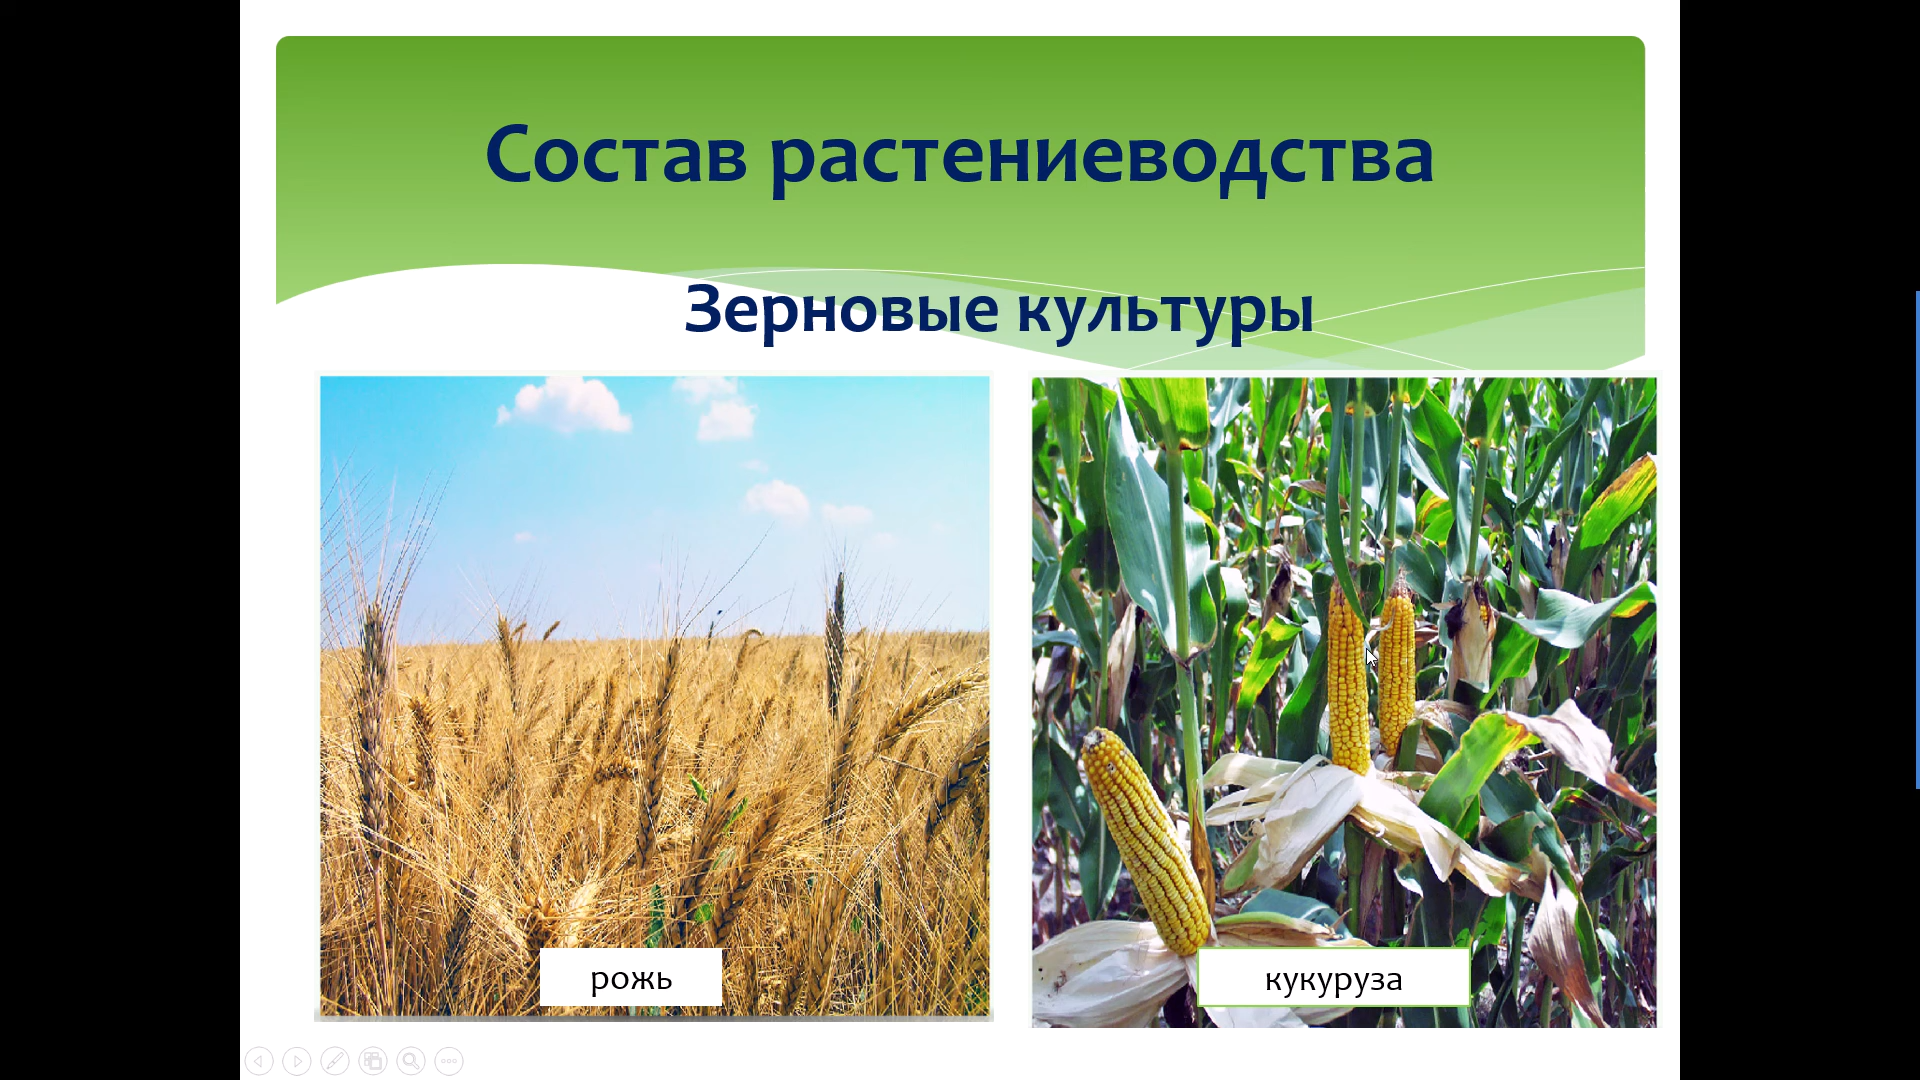 Состав растениеводства
Зерновые культуры
рожь
кукуруза